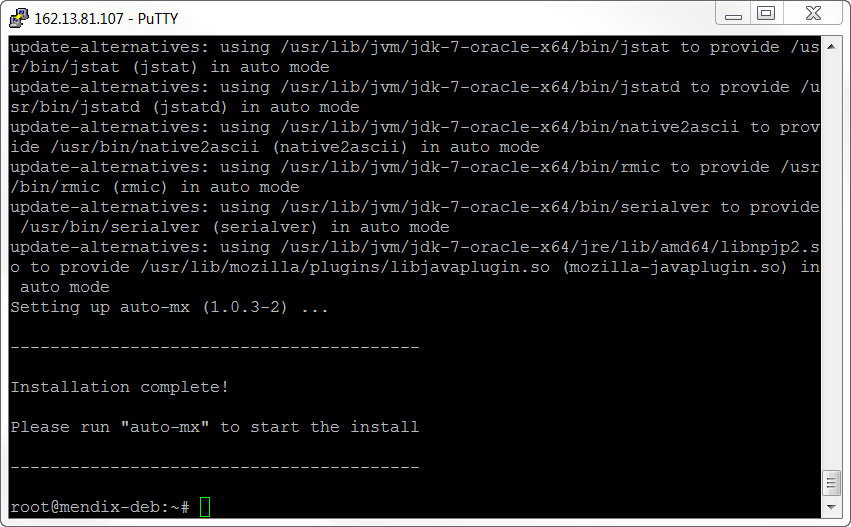 162.13.81.107 - PuTTY
update-alternatives: using /usr/lib/jvm/jdk-7-oracle-x64/bin/jstat to provide /us
r/bin/jstat (jstat) in auto mode
update-alternatives: using /usr/lib/jvm/jdk-7-oracle-x64/bin/jstatd to provide /u
sr/bin/jstatd (jstatd) in auto mode
update-alternatives: using /usr/lib/jvm/jdk-7-oracle-x64/bin/native2ascii to prov
ide /usr/bin/native2ascii (native2ascii) in auto mode
update-alternatives: using /usr/lib/jvm/jdk-7-oracle-x64/bin/rmic to provide /usr
/bin/rmic (rmic) in auto mode
update-alternatives: using /usr/lib/jvm/jdk-7-oracle-x64/bin/serialver to provide
 /usr/bin/serialver (serialver) in auto mode
update-alternatives: using /usr/lib/jvm/jdk-7-oracle-x64/jre/lib/amd64/libnpjp2.s
o to provide /usr/lib/mozilla/plugins/libjavaplugin.so (mozilla-javaplugin.so) in
 auto mode
Setting up auto-mx (1.0.3-2) ...
-----------------------------------------
Installation complete!
Please run "auto-mx" to start the install
-----------------------------------------
root@mendix-deb:~#